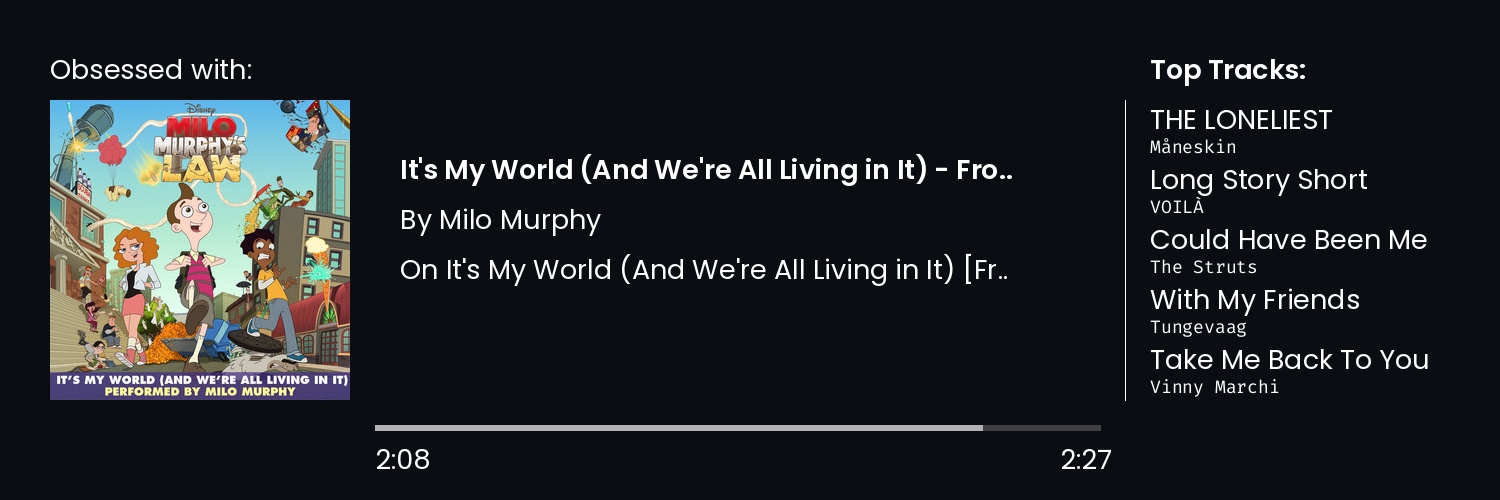 Obsessed with:
Disney
MILO
MURPHY'S
LAW
IT'S MY WORLD (AND WE'RE ALL LIVING IN IT)
PERFORMED BY MILO MURPHY
It's My World (And We're All Living in It) - Fro..
By Milo Murphy
On It's My World (And We're All Living in It) [Fr..
2:08
2:27
Top Tracks:
THE LONELIEST
Måneskin
Long Story Short
VOILÀ
Could Have Been Me
The Struts
With My Friends
Tungevaag
Take Me Back To You
Vinny Marchi